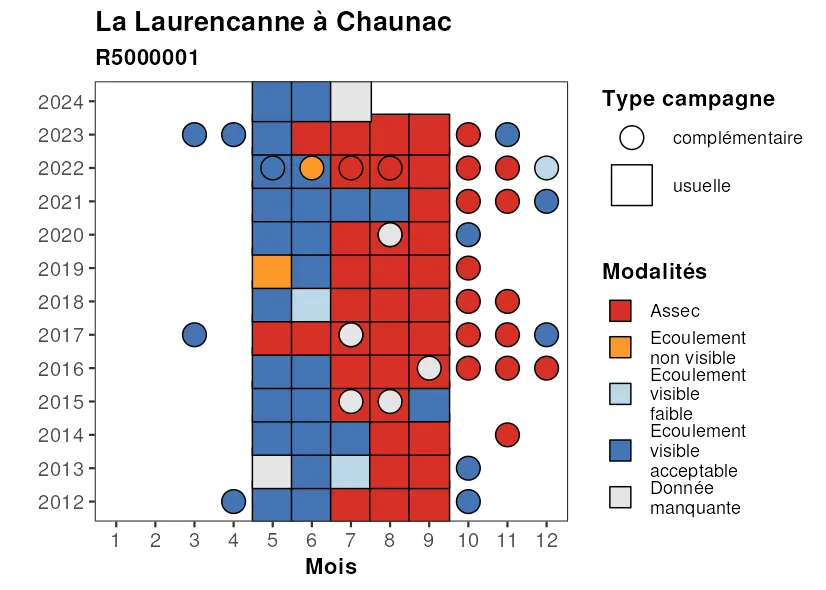 La Laurencanne à Chaunac
R5000001
2024
2023
2022
2021
2020
2019
2018
2017
2016
2015
2014
2013
2012
1 2 3 4 5 6 7 8 9 10 11 12
Mois
Type campagne
complémentaire
usuelle
Modalités
Assec
Ecoulement
non visible
Ecoulement
visible
faible
Ecoulement
visible
acceptable
Donnée
manquante